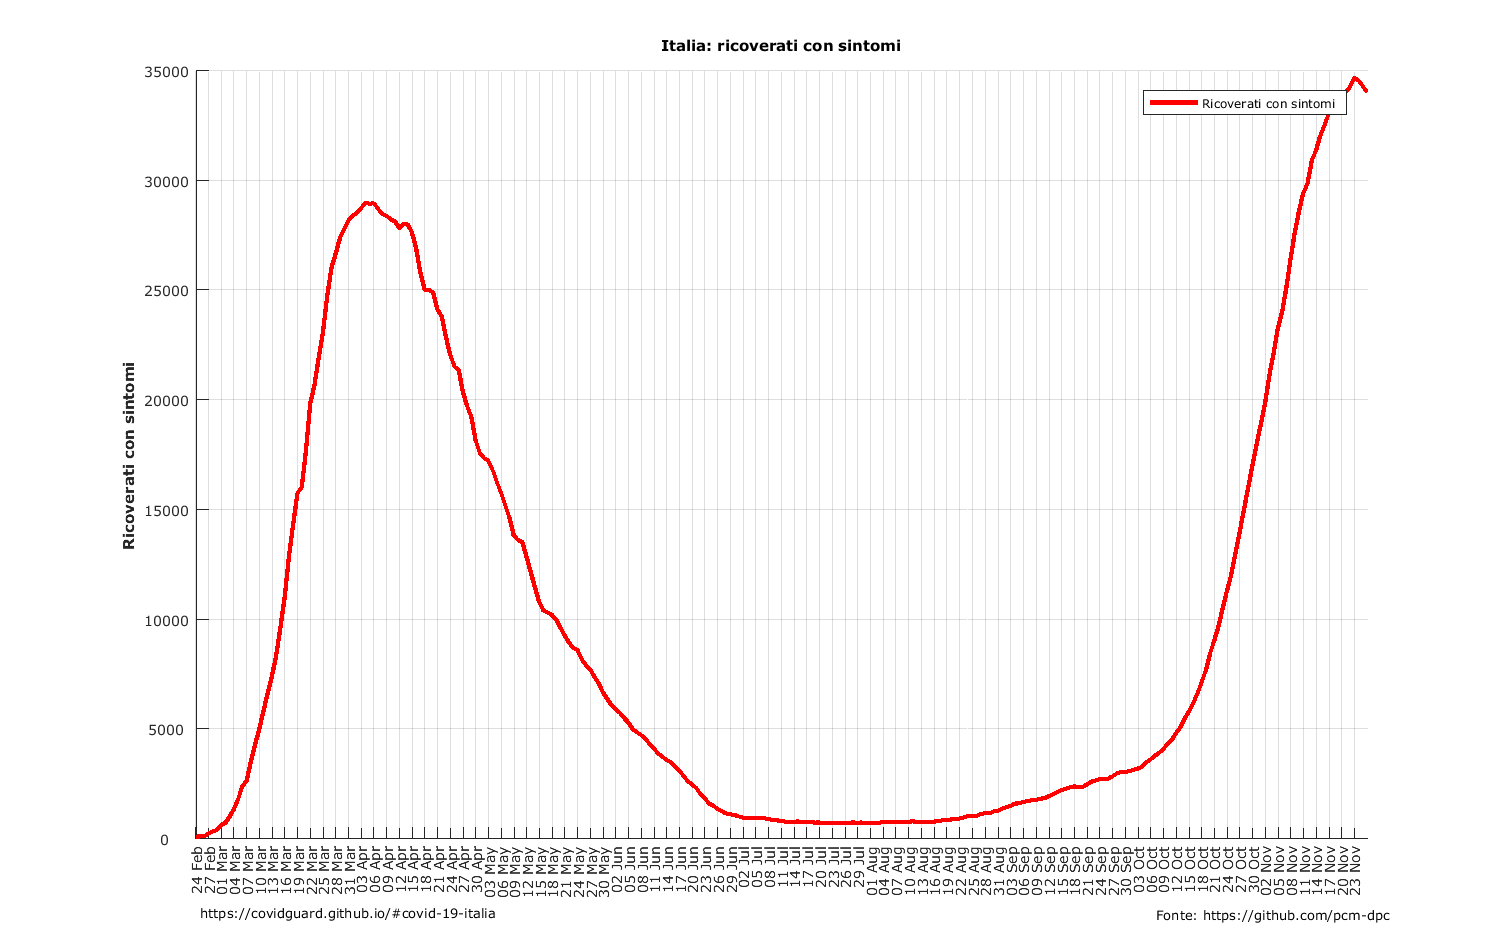 Italia: ricoverati con sintomi
35000
30000
25000
20000
15000
10000
5000
0
Ricoverati con sintomi
Ricoverati con sintomi
24 Feb
27 Feb
01 Mar
04 Mar
07 Mar
10 Mar
13 Mar
16 Mar
19 Mar
22 Mar
25 Mar
28 Mar
31 Mar
03 Apr
06 Apr
09 Apr
12 Apr
15 Apr
18 Apr
21 Apr
24 Apr
27 Apr
30 Apr
03 May
06 May
09 May
12 May
15 May
18 May
21 May
24 May
27 May
30 May
02 Jun
05 Jun
08 Jun
11 Jun
14 Jun
17 Jun
20 Jun
23 Jun
26 Jun
29 Jun
02 Jul
05 Jul
08 Jul
11 Jul
14 Jul
17 Jul
20 Jul
23 Jul
26 Jul
29 Jul
01 Aug
04 Aug
07 Aug
10 Aug
13 Aug
16 Aug
19 Aug
22 Aug
25 Aug
28 Aug
31 Aug
03 Sep
06 Sep
09 Sep
12 Sep
15 Sep
18 Sep
21 Sep
24 Sep
27 Sep
30 Sep
03 Oct
06 Oct
09 Oct
12 Oct
15 Oct
18 Oct
21 Oct
24 Oct
27 Oct
30 Oct
02 Nov
05 Nov
08 Nov
11 Nov
14 Nov
17 Nov
20 Nov
23 Nov
https://covidguard.github.io/#covid-19-italia
Fonte: https://github.com/pcm-dpc